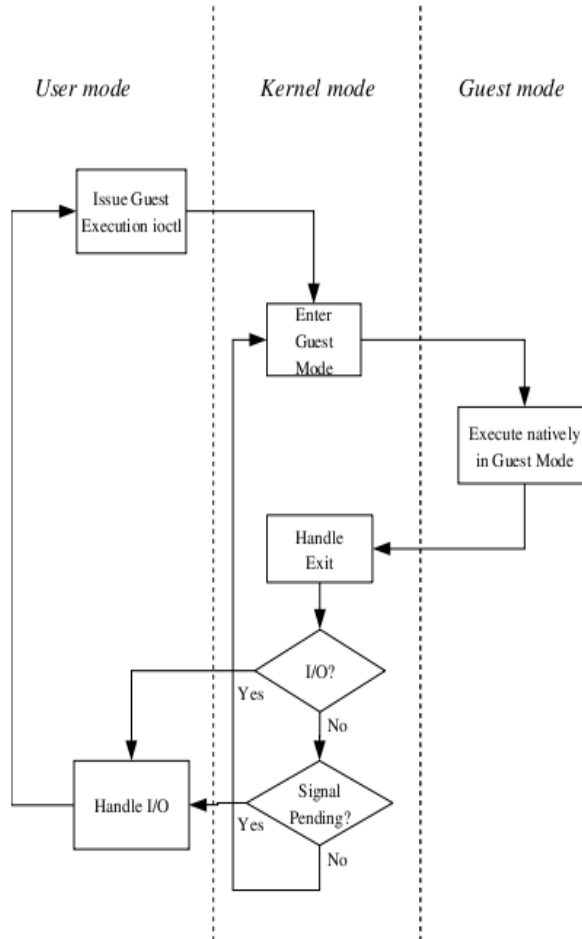 User mode
Kernel mode
Guest mode
Issue Guest
Execution ioctl
Enter
Guest
Mode
Execute natively
in Guest Mode
Handle
Exit
I/O?
Yes
No
Handle I/O
Signal
Pending?
Yes
No